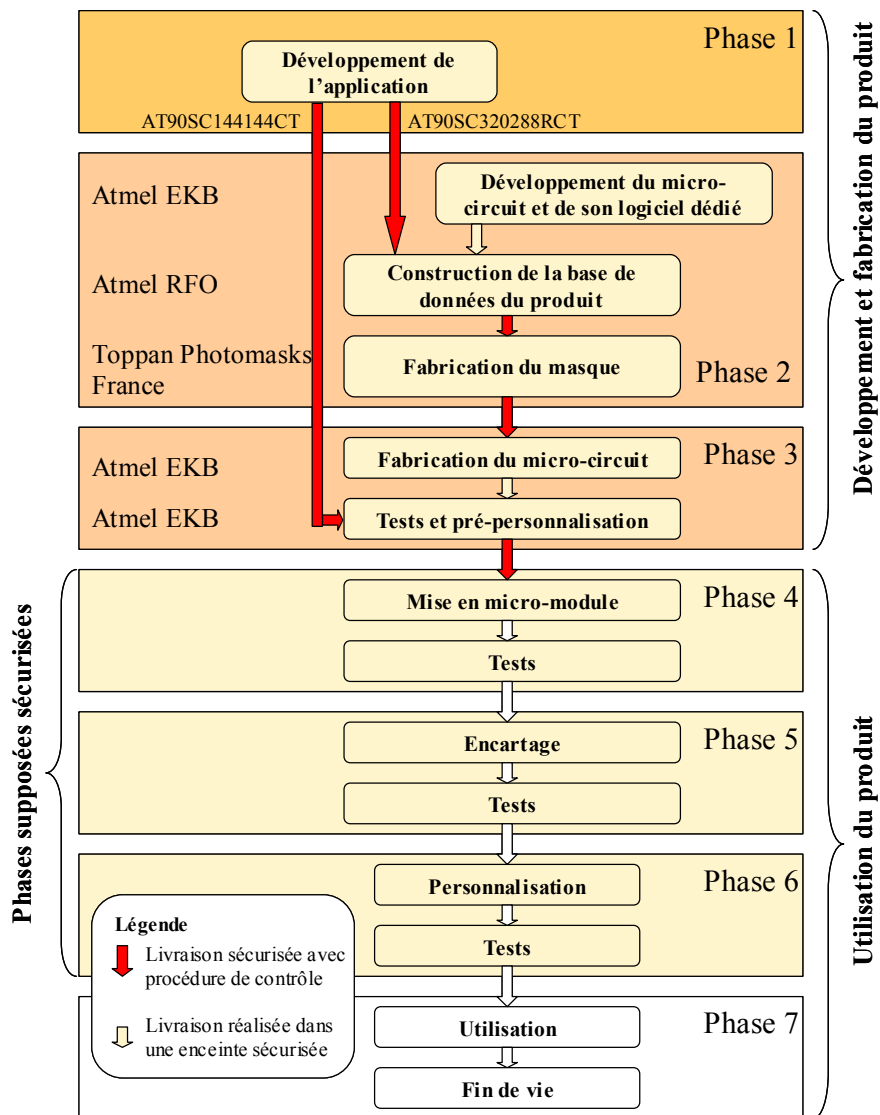 Phase 1
Développement de
l'application
AT90SC144144CT
AT90SC320288RCT
Atmel EKB
Développement du micro-
circuit et de son logiciel dédié
Atmel RFO
Construction de la base de
données du produit
Toppan Photomasks
France
Fabrication du masque
Phase 2
Développement et fabrication du produit
Phase 3
Atmel EKB
Fabrication du micro-circuit
Atmel EKB
Tests et pré-personnalisation
Phase 4
Mise en micro-module
Tests
Phases supposées sécurisées
Phase 5
Encartage
Tests
Utilisation du produit
Phase 6
Personnalisation
Tests
Légende
Livraison sécurisée avec
procédure de contrôle
Livraison réalisée dans
une enceinte sécurisée
Phase 7
Utilisation
Fin de vie